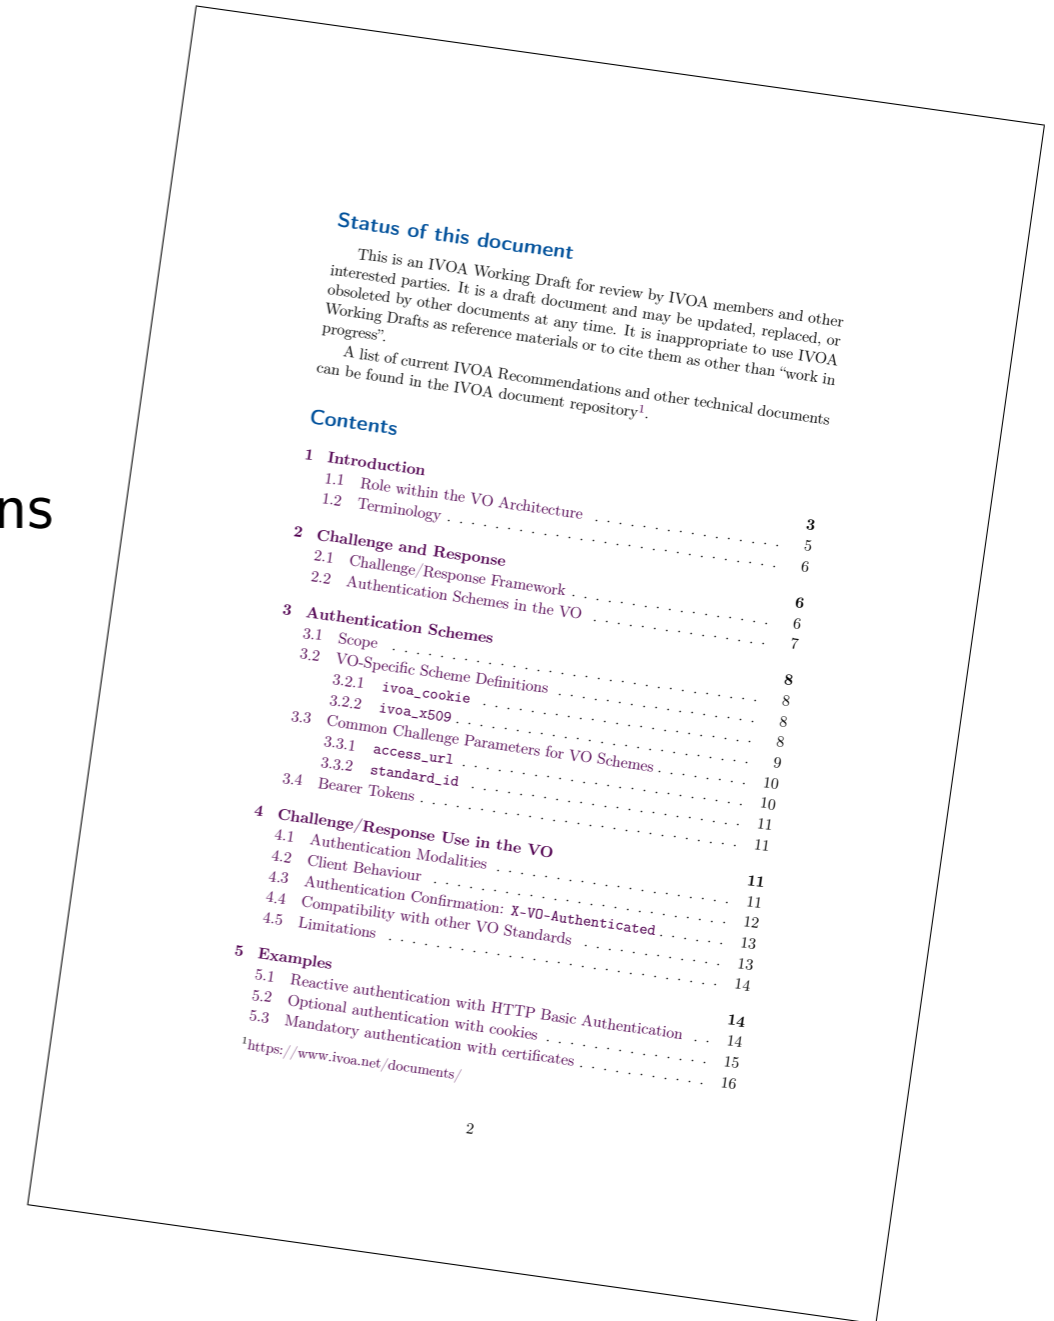 ns
Status of this document
This is an IVOA Working Draft for review by IVOA members and other
interested parties. It is a draft document and may be updated, replaced, or
obsoleted by other documents at any time. It is inappropriate to use IVOA
Working Drafts as reference materials or to cite them as other than “work in
progress”.
A list of current IVOA Recommendations and other technical documents
can be found in the IVOA document repository¹.
Contents
1 Introduction 3
1.1 Role within the VO Architecture . . . . . . . . . . . . . . . . 5
1.2 Terminology . . . . . . . . . . . . . . . . . . . . . . . . . . . . 6
2 Challenge and Response 6
2.1 Challenge/Response Framework . . . . . . . . . . . . . . . . . 6
2.2 Authentication Schemes in the VO . . . . . . . . . . . . . . . 7
3 Authentication Schemes 8
3.1 Scope . . . . . . . . . . . . . . . . . . . . . . . . . . . . . . . 8
3.2 VO-Specific Scheme Definitions . . . . . . . . . . . . . . . . . 8
3.2.1 ivoa_cookie . . . . . . . . . . . . . . . . . . . . . . . 8
3.2.2 ivoa_x509 . . . . . . . . . . . . . . . . . . . . . . . . 9
3.3 Common Challenge Parameters for VO Schemes . . . . . . . . 10
3.3.1 access_url . . . . . . . . . . . . . . . . . . . . . . . . 10
3.3.2 standard_id . . . . . . . . . . . . . . . . . . . . . . . 11
3.4 Bearer Tokens . . . . . . . . . . . . . . . . . . . . . . . . . . . 11
4 Challenge/Response Use in the VO 11
4.1 Authentication Modalities . . . . . . . . . . . . . . . . . . . . 11
4.2 Client Behaviour . . . . . . . . . . . . . . . . . . . . . . . . . 12
4.3 Authentication Confirmation: X-VO-Authenticated . . . . . . 13
4.4 Compatibility with other VO Standards . . . . . . . . . . . . 13
4.5 Limitations . . . . . . . . . . . . . . . . . . . . . . . . . . . . 14
5 Examples 14
5.1 Reactive authentication with HTTP Basic Authentication . . 14
5.2 Optional authentication with cookies . . . . . . . . . . . . . . 15
5.3 Mandatory authentication with certificates . . . . . . . . . . . 16
¹https://www.ivoa.net/documents/
2